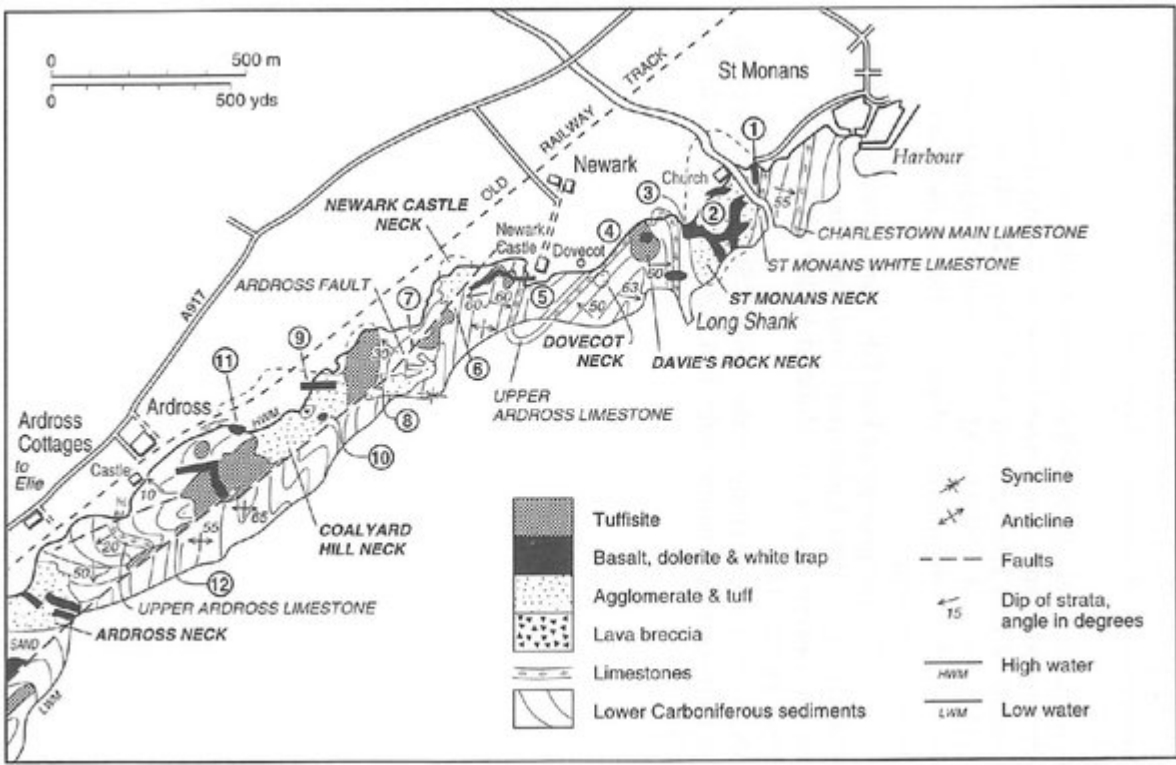 0 500 m
0 500 yds
St Monans
TRACK
RAILWAY
OLD
Harbour
Newark
Church
1
2
3
4
55
CHARLESTOWN MAIN LIMESTONE
ST MONANS WHITE LIMESTONE
ST MONANS NECK
Long Shank
NEWARK CASTLE
NECK
Newark
Castle
Dovecot
ARDROSS FAULT
A917
7
60
60
5
50
63
60
DOVECOT
NECK
DAVIE'S ROCK NECK
30
6
UPPER
ARDROSS LIMESTONE
9
8
11
HWM
10
Ardross
Ardross
Cottages
to
Elie
Castle
10
COALYARD
HILL NECK
65
55
20
50
12
UPPER ARDROSS LIMESTONE
ARDROSS NECK
SAND
LWM
Tuffisite
Basalt, dolerite & white trap
Agglomerate & tuff
Lava breccia
Limestones
Lower Carboniferous sediments
Syncline
Anticline
Faults
15
Dip of strata,
angle in degrees
HWM
High water
LWM
Low water